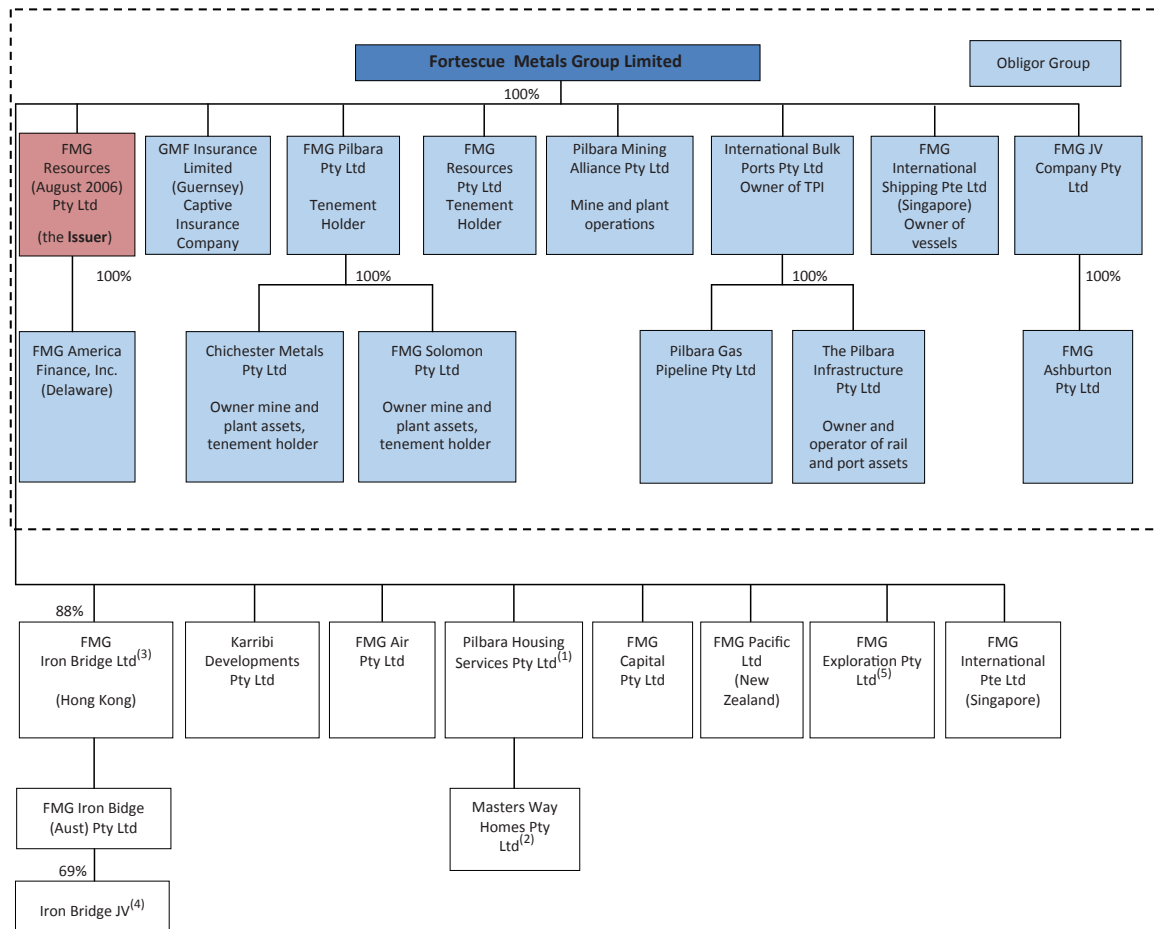 Fortescue Metals Group Limited
Obligor Group
100%
FMG
Resources
(August 2006)
Pty Ltd
(the Issuer)
GMF Insurance
Limited
(Guernsey)
Captive
Insurance
Company
FMG Pilbara
Pty Ltd
Tenement
Holder
FMG
Resources
Pty Ltd
Tenement
Holder
Pilbara Mining
Alliance Pty Ltd
Mine and plant
operations
International Bulk
Ports Pty Ltd
Owner of TPI
FMG
International
Shipping Pte Ltd
(Singapore)
Owner of
vessels
FMG JV
Company Pty
Ltd
100%
100%
100%
100%
FMG America
Finance, Inc.
(Delaware)
Chichester Metals
Pty Ltd
Owner mine and
plant assets,
tenement holder
FMG Solomon
Pty Ltd
Owner mine and
plant assets,
tenement holder
Pilbara Gas
Pipeline Pty Ltd
The Pilbara
Infrastructure
Pty Ltd
Owner and
operator of rail
and port assets
FMG
Ashburton
Pty Ltd
88%
FMG
Iron Bridge Ltd(3)
(Hong Kong)
Karribi
Developments
Pty Ltd
FMG Air
Pty Ltd
Pilbara Housing
Services Pty Ltd(1)
FMG
Capital
Pty Ltd
FMG Pacific
Ltd
(New
Zealand)
FMG
Exploration Pty
Ltd(5)
FMG
International
Pte Ltd
(Singapore)
FMG Iron Bidge
(Aust) Pty Ltd
Masters Way
Homes Pty
Ltd(2)
69%
Iron Bridge JV(4)